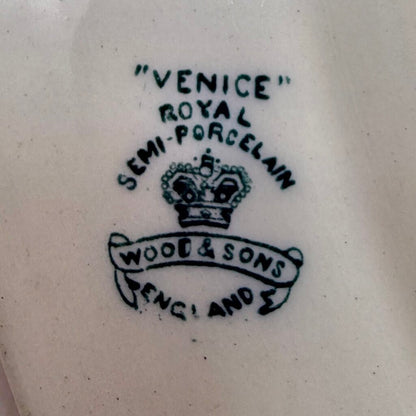 "VENICE"
ROYAL
SEMI-PORCELAIN
WOOD & SONS
ENGLAND